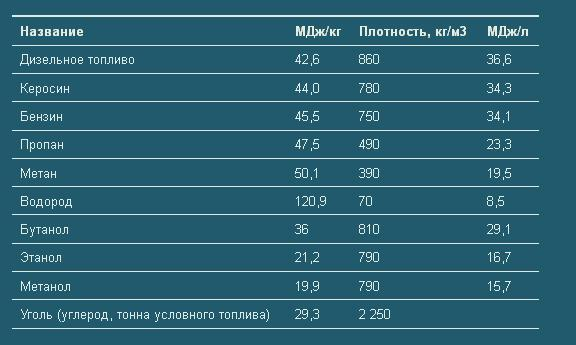 Название МДж/кг Плотность, кг/м3 МДж/л
Дизельное топливо 42,6 860 36,6
Керосин 44,0 780 34,3
Бензин 45,5 750 34,1
Пропан 47,5 490 23,3
Метан 50,1 390 19,5
Водород 120,9 70 8,5
Бутанол 36 810 29,1
Этанол 21,2 790 16,7
Метанол 19,9 790 15,7
Уголь (углерод, тонна условного топлива) 29,3 2 250